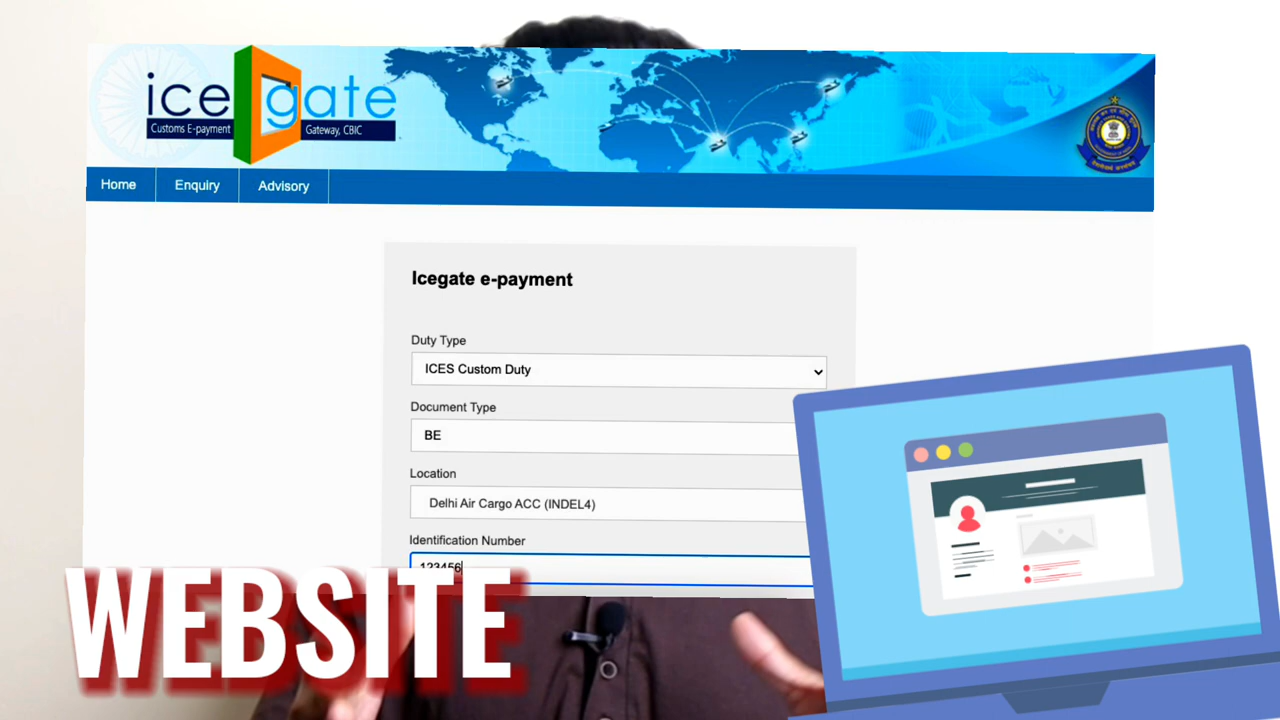 icegate
Customs E-payment Gateway, CBIC
Home Enquiry Advisory
Icegate e-payment
Duty Type
ICES Custom Duty
Document Type
BE
Location
Delhi Air Cargo ACC (INDEL4)
Identification Number
123456
WEBSITE